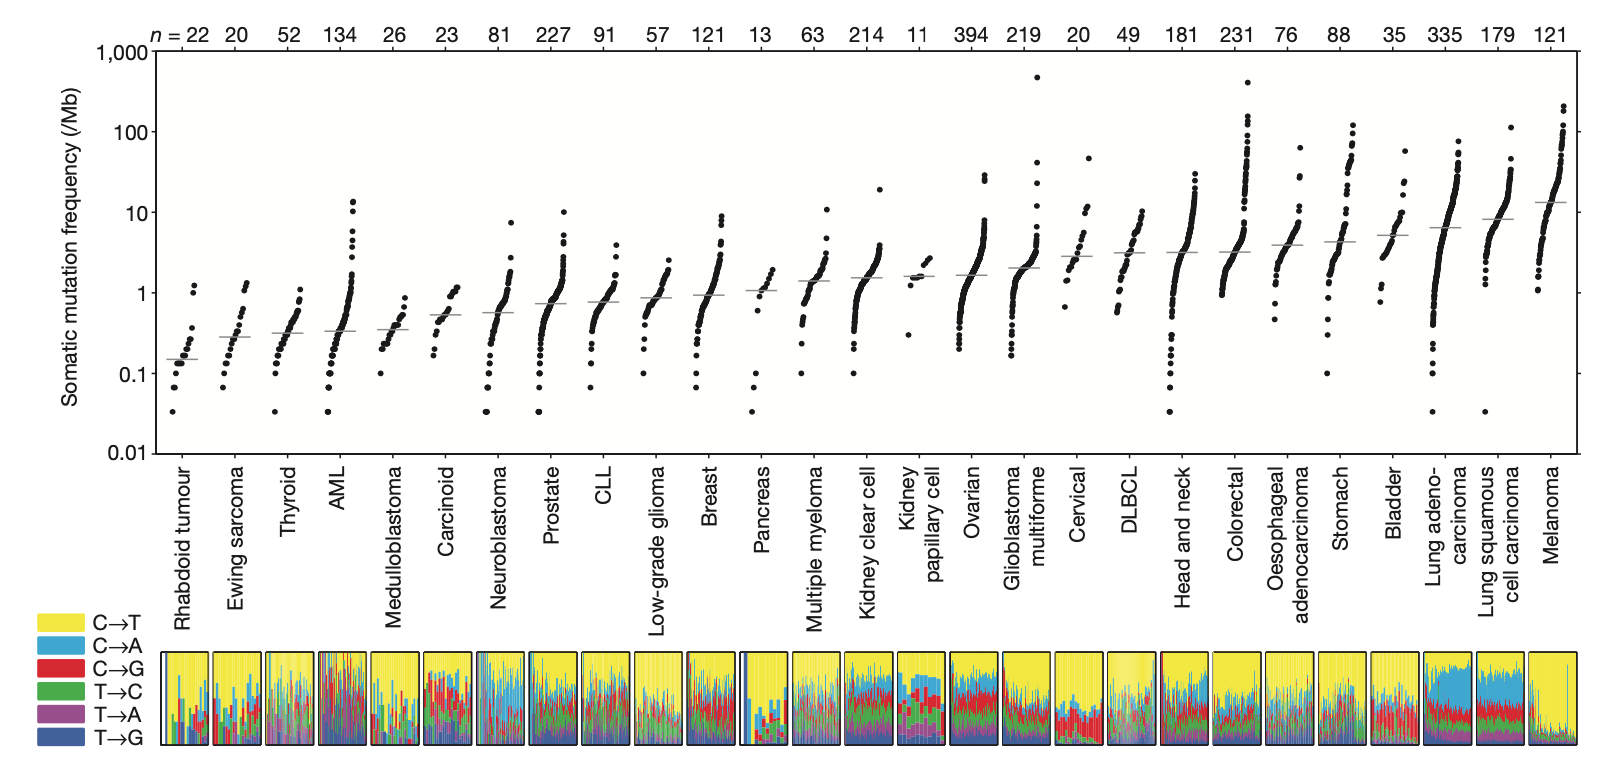 n = 22 20 52 134 26 23 81 227 91 57 121 13 63 214 11 394 219 20 49 181 231 76 88 35 335 179 121
1,000
100
10
1
0.1
0.01
Somatic mutation frequency (/Mb)
Rhabdoid tumour
Ewing sarcoma
Thyroid
AML
Medulloblastoma
Carcinoid
Neuroblastoma
Prostate
CLL
Low-grade glioma
Breast
Pancreas
Multiple myeloma
Kidney clear cell
Kidney
papillary cell
Ovarian
Glioblastoma
multiforme
Cervical
DLBCL
Head and neck
Colorectal
Oesophageal
adenocarcinoma
Stomach
Bladder
Lung adeno-
carcinoma
Lung squamous
cell carcinoma
Melanoma
C→T
C→A
C→G
T→C
T→A
T→G